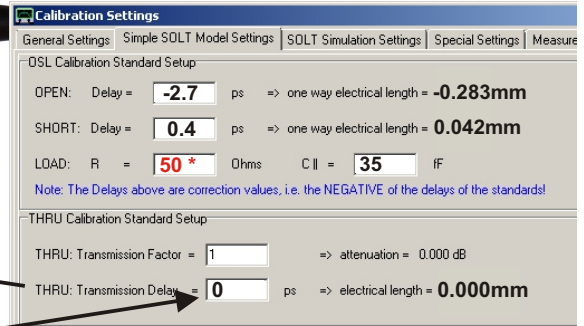 Calibration Settings
General Settings Simple SOLT Model Settings SOLT Simulation Settings Special Settings Measure
OSL Calibration Standard Setup
OPEN: Delay = -2.7 ps => one way electrical length = -0.283mm
SHORT: Delay = 0.4 ps => one way electrical length = 0.042mm
LOAD: R = 50 * Ohms C || = 35 fF
Note: The Delays above are correction values, i.e. the NEGATIVE of the delays of the standards!
THRU Calibration Standard Setup
THRU: Transmission Factor = 1 => attenuation = 0.000 dB
THRU: Transmission Delay = 0 ps => electrical length = 0.000mm